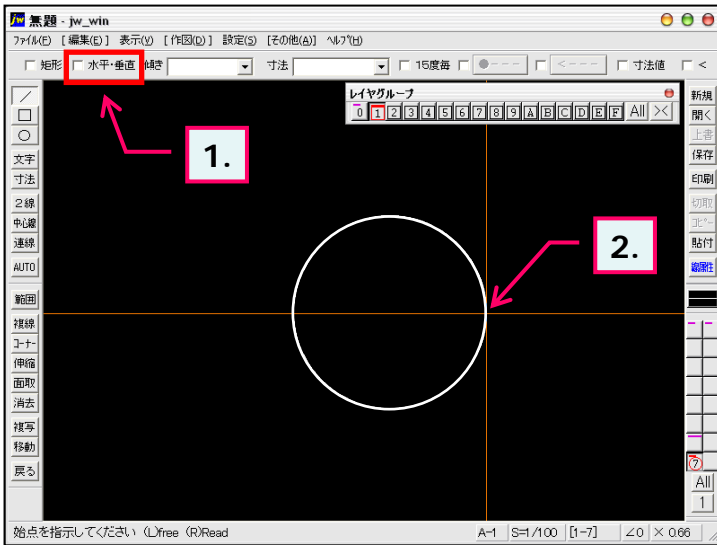 jw 無題 - jw_win
ファイル(F) [編集(E)] 表示(V) [作図(D)] 設定(S) [その他(A)] ヘルプ(H)
矩形 水平・垂直 傾き 寸法 15度毎 ●--- <--- 寸法値 <
レイヤグループ
0 1 2 3 4 5 6 7 8 9 A B C D E F All ><
／ □ ○
文字
寸法
2線
中心線
連線
AUTO
範囲
複線
コーナー
伸縮
面取
消去
複写
移動
戻る
1.
2.
新規
開く
上書
保存
印刷
切取
コピー
貼付
線属性
7
All
1
始点を指示してください (L)free (R)Read
A-1 S=1/100 [1-7] ∠0 × 0.66